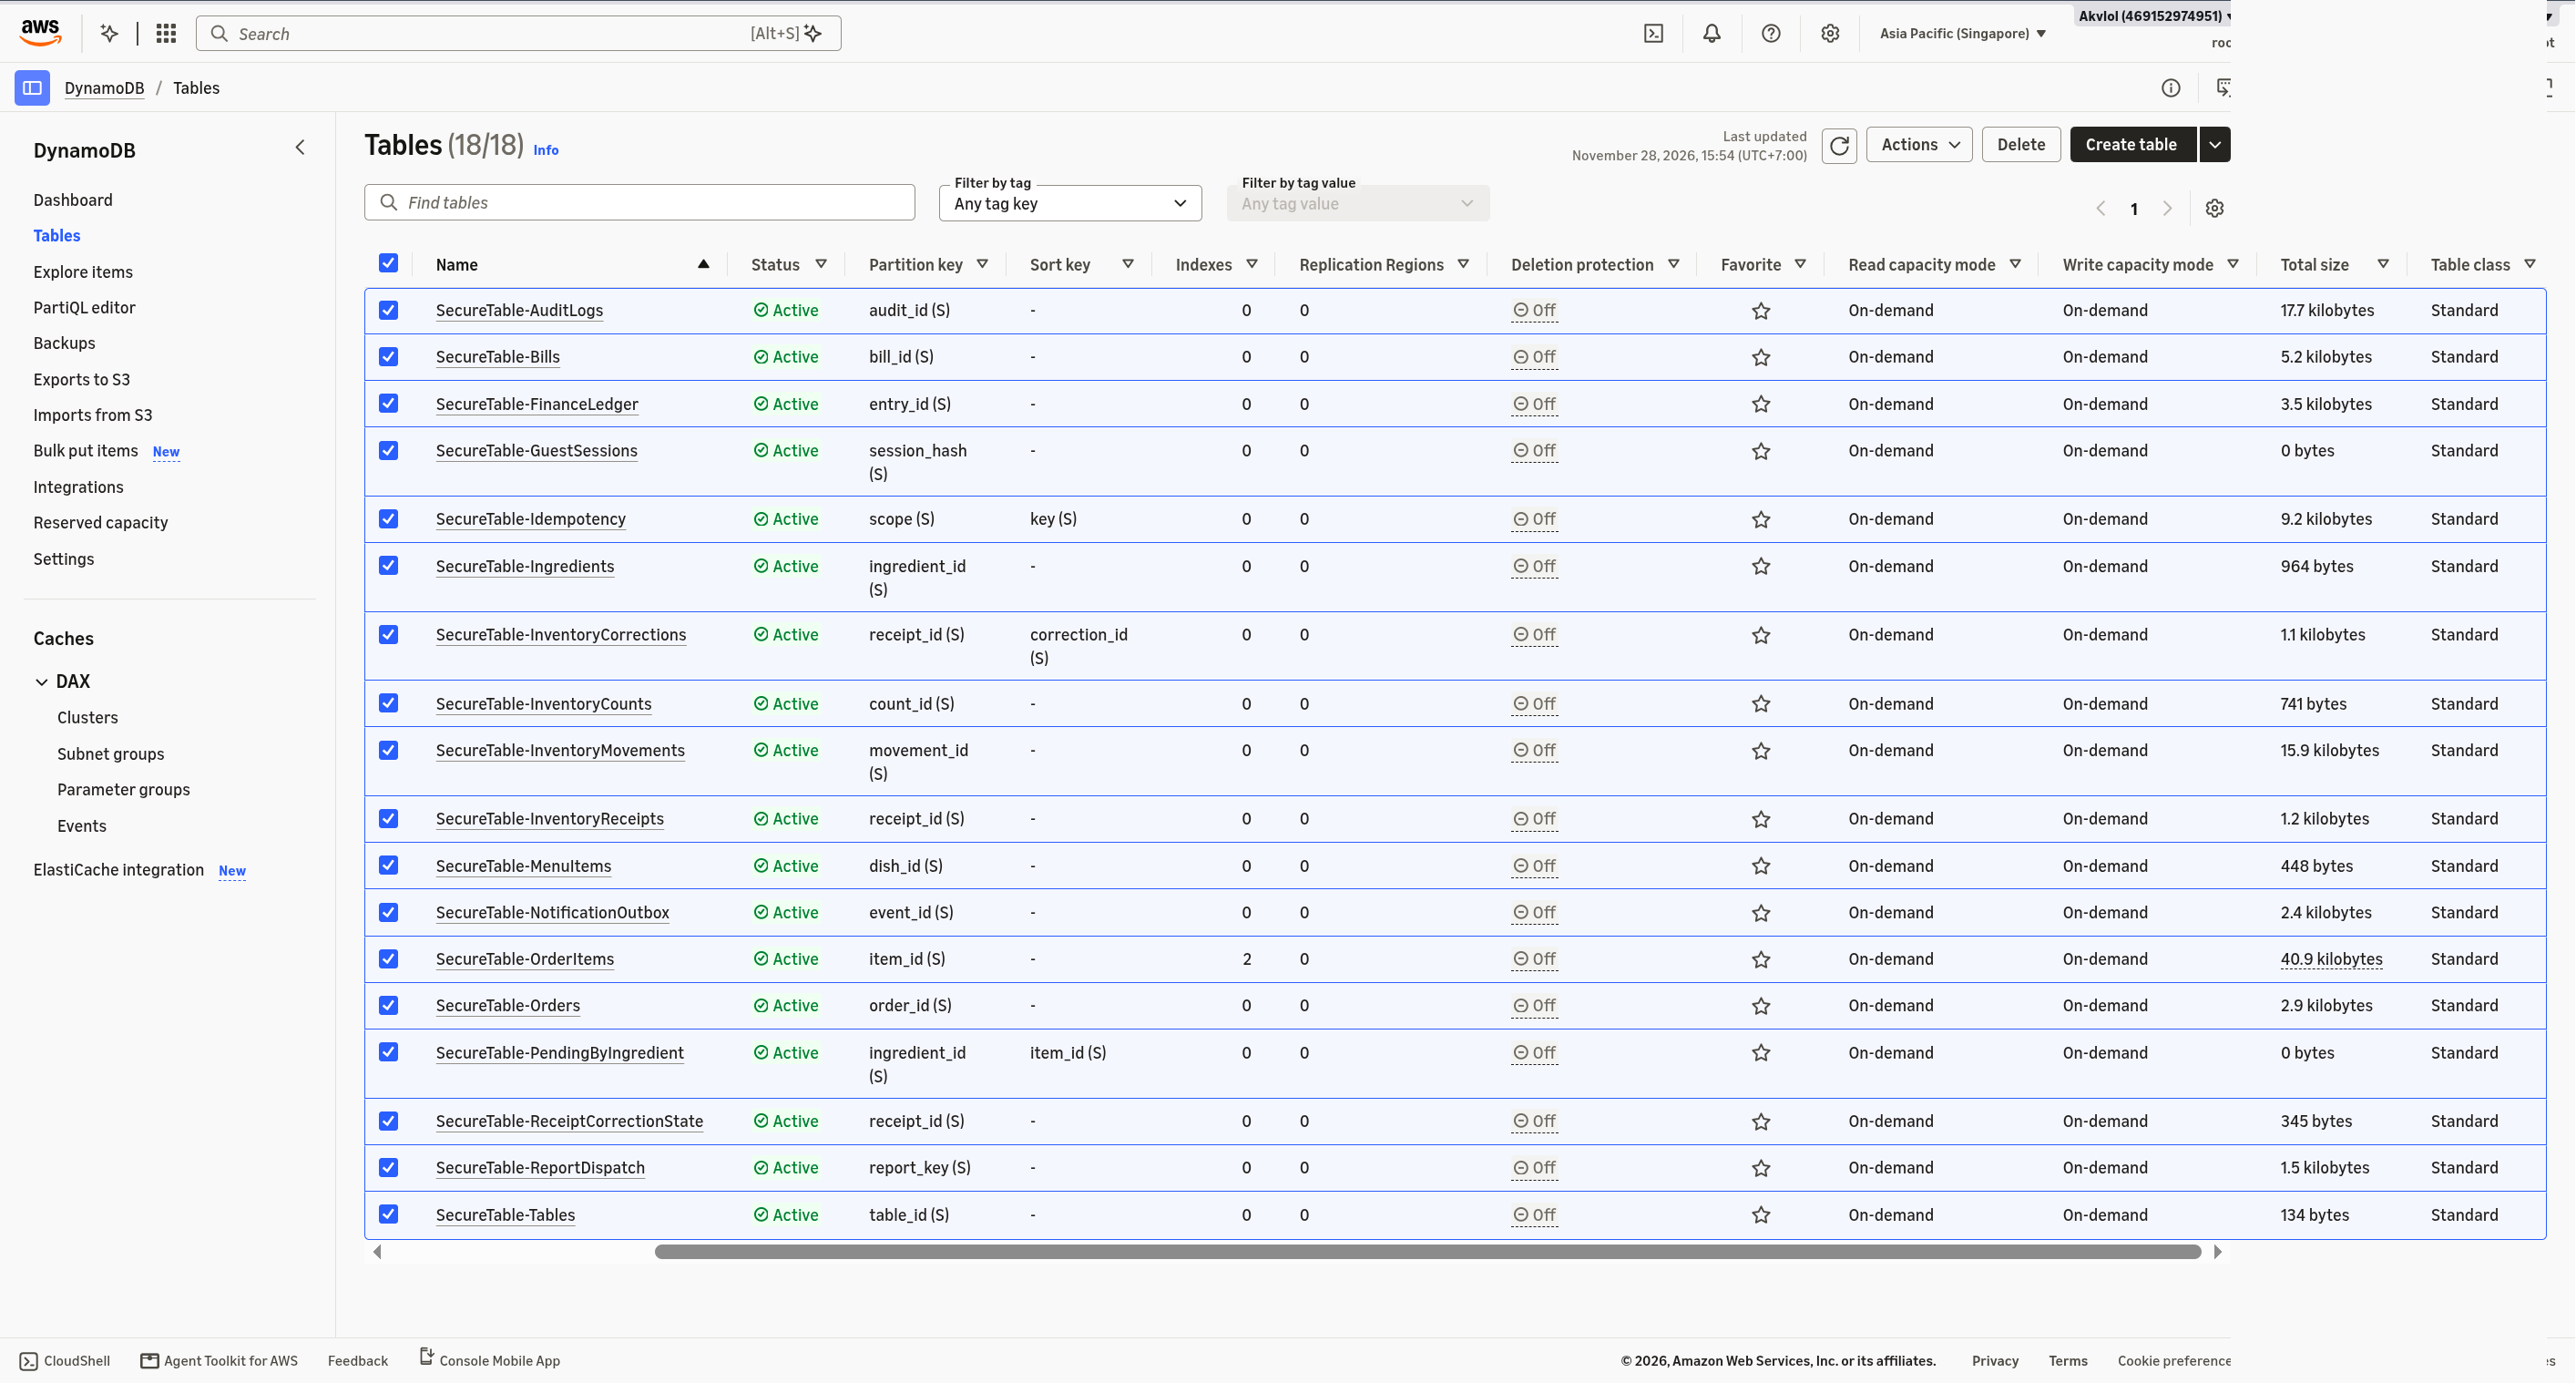 aws
Search [Alt+S]
Asia Pacific (Singapore)
Akvlol (469152974951)
DynamoDB / Tables
DynamoDB
Dashboard
Tables
Explore items
PartiQL editor
Backups
Exports to S3
Imports from S3
Bulk put items New
Integrations
Reserved capacity
Settings
Caches
DAX
Clusters
Subnet groups
Parameter groups
Events
ElastiCache integration New
Tables (18/18) Info
Last updated
November 28, 2026, 15:54 (UTC+7:00)
Actions
Delete
Create table
Find tables
Filter by tag
Any tag key
Filter by tag value
Any tag value
1
Name Status Partition key Sort key Indexes Replication Regions Deletion protection Favorite Read capacity mode Write capacity mode Total size Table class
SecureTable-AuditLogs Active audit_id (S) - 0 0 Off On-demand On-demand 17.7 kilobytes Standard
SecureTable-Bills Active bill_id (S) - 0 0 Off On-demand On-demand 5.2 kilobytes Standard
SecureTable-FinanceLedger Active entry_id (S) - 0 0 Off On-demand On-demand 3.5 kilobytes Standard
SecureTable-GuestSessions Active session_hash (S) - 0 0 Off On-demand On-demand 0 bytes Standard
SecureTable-Idempotency Active scope (S) key (S) 0 0 Off On-demand On-demand 9.2 kilobytes Standard
SecureTable-Ingredients Active ingredient_id (S) - 0 0 Off On-demand On-demand 964 bytes Standard
SecureTable-InventoryCorrections Active receipt_id (S) correction_id (S) 0 0 Off On-demand On-demand 1.1 kilobytes Standard
SecureTable-InventoryCounts Active count_id (S) - 0 0 Off On-demand On-demand 741 bytes Standard
SecureTable-InventoryMovements Active movement_id (S) - 0 0 Off On-demand On-demand 15.9 kilobytes Standard
SecureTable-InventoryReceipts Active receipt_id (S) - 0 0 Off On-demand On-demand 1.2 kilobytes Standard
SecureTable-MenuItems Active dish_id (S) - 0 0 Off On-demand On-demand 448 bytes Standard
SecureTable-NotificationOutbox Active event_id (S) - 0 0 Off On-demand On-demand 2.4 kilobytes Standard
SecureTable-OrderItems Active item_id (S) - 2 0 Off On-demand On-demand 40.9 kilobytes Standard
SecureTable-Orders Active order_id (S) - 0 0 Off On-demand On-demand 2.9 kilobytes Standard
SecureTable-PendingByIngredient Active ingredient_id (S) item_id (S) 0 0 Off On-demand On-demand 0 bytes Standard
SecureTable-ReceiptCorrectionState Active receipt_id (S) - 0 0 Off On-demand On-demand 345 bytes Standard
SecureTable-ReportDispatch Active report_key (S) - 0 0 Off On-demand On-demand 1.5 kilobytes Standard
SecureTable-Tables Active table_id (S) - 0 0 Off On-demand On-demand 134 bytes Standard
CloudShell Agent Toolkit for AWS Feedback Console Mobile App
© 2026, Amazon Web Services, Inc. or its affiliates. Privacy Terms Cookie preference